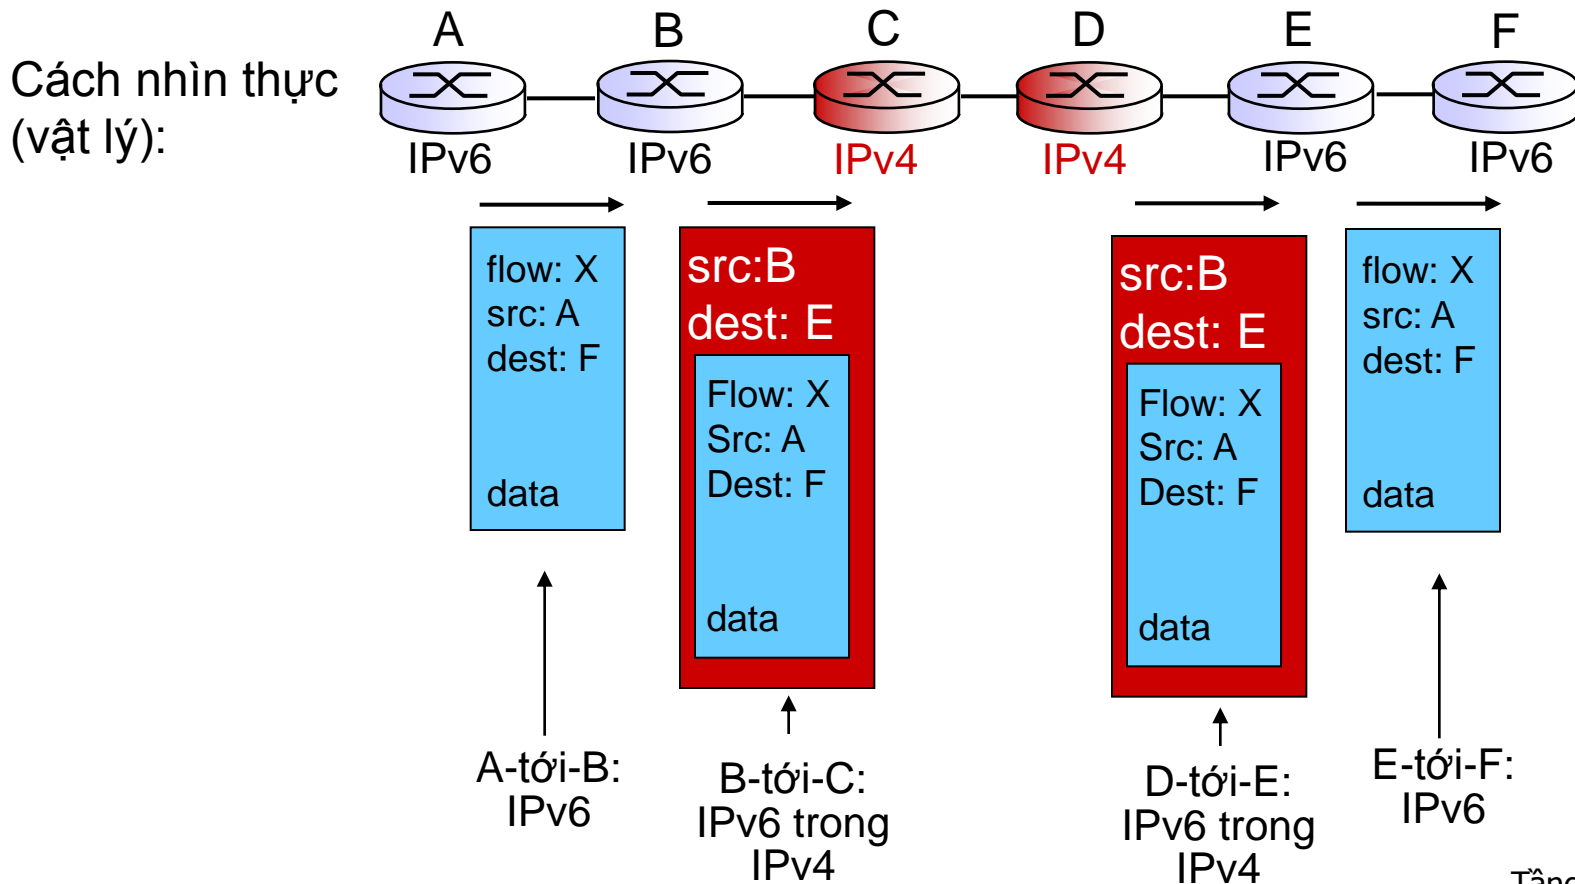 A B C D E F
Cách nhìn thực
(vật lý):
IPv6 IPv6 IPv4 IPv4 IPv6 IPv6
flow: X
src: A
dest: F
data
src:B
dest: E
Flow: X
Src: A
Dest: F
data
src:B
dest: E
Flow: X
Src: A
Dest: F
data
flow: X
src: A
dest: F
data
A-tới-B:
IPv6
B-tới-C:
IPv6 trong
IPv4
D-tới-E:
IPv6 trong
IPv4
E-tới-F:
IPv6